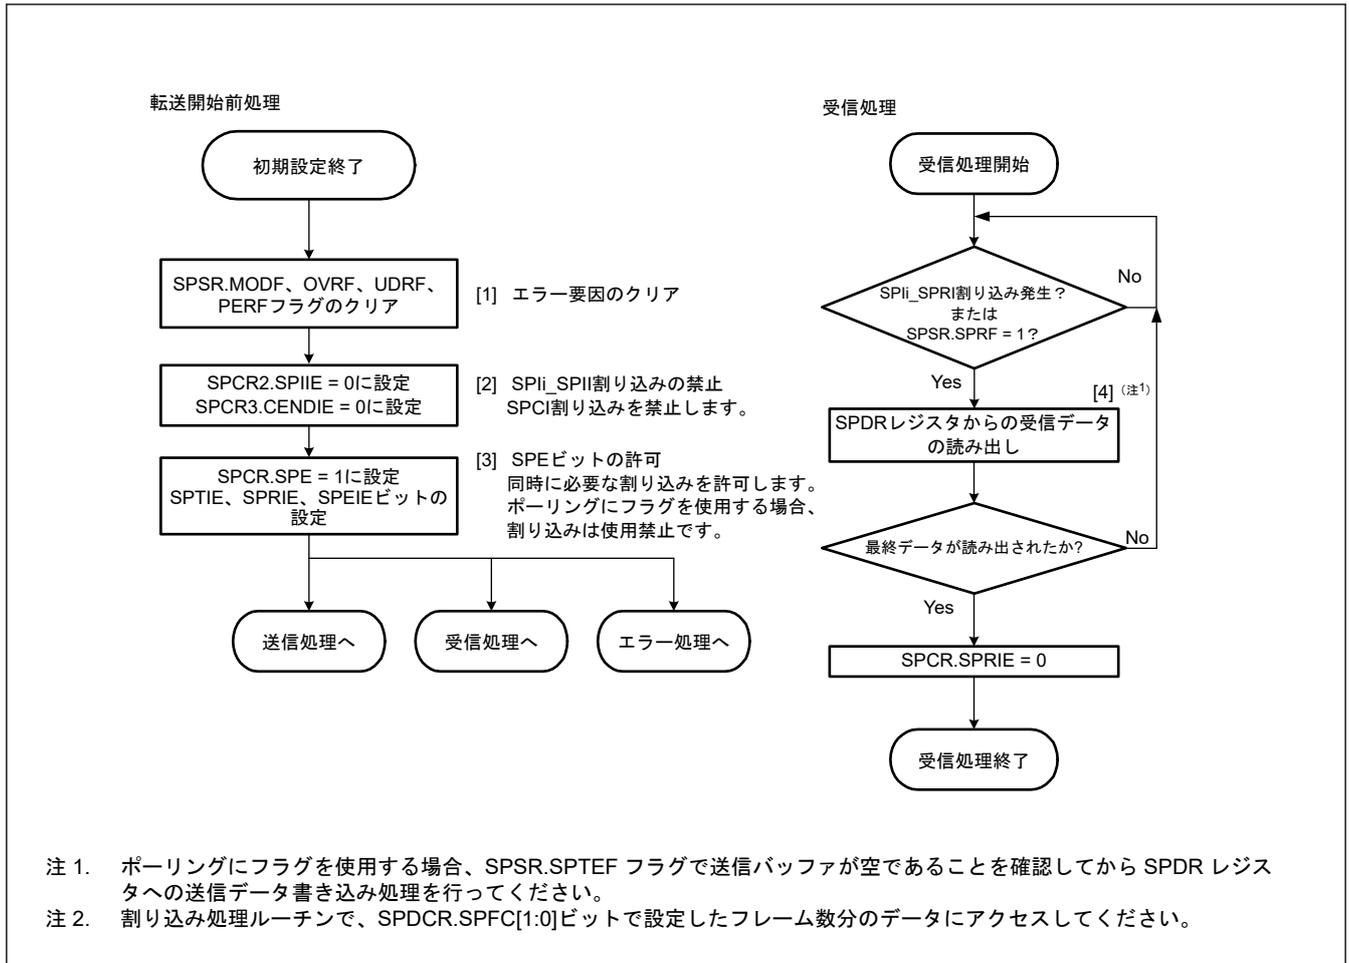 転送開始前処理
初期設定終了
SPSR.MODF、OVRF、UDRF、
PERFフラグのクリア
[1] エラー要因のクリア
SPCR2.SPIIE = 0に設定
SPCR3.CENDIE = 0に設定
[2] SPIi_SPII割り込みの禁止
SPCI割り込みを禁止します。
SPCR.SPE = 1に設定
SPTIE、SPRIE、SPEIEビットの
設定
[3] SPEビットの許可
同時に必要な割り込みを許可します。
ポーリングにフラグを使用する場合、
割り込みは使用禁止です。
送信処理へ
受信処理へ
エラー処理へ
受信処理
受信処理開始
SPIi_SPRI割り込み発生？
または
SPSR.SPRF = 1？
No
Yes
[4]（注1）
SPDRレジスタからの受信データ
の読み出し
最終データが読み出されたか?
No
Yes
SPCR.SPRIE = 0
受信処理終了
注 1. ポーリングにフラグを使用する場合、SPSR.SPTEF フラグで送信バッファが空であることを確認してから SPDR レジス
タへの送信データ書き込み処理を行ってください。
注 2. 割り込み処理ルーチンで、SPDCR.SPFC[1:0]ビットで設定したフレーム数分のデータにアクセスしてください。